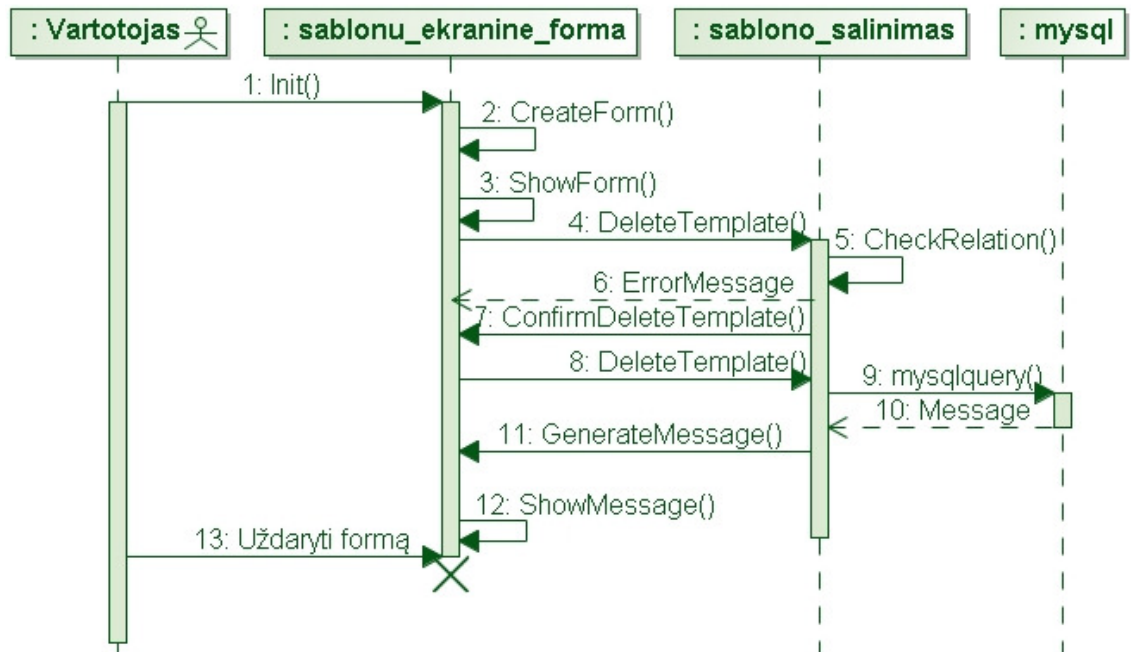 : Vartotojas
: sablonu_ekranine_forma
: sablono_salinimas
: mysql
1: Init()
2: CreateForm()
3: ShowForm()
4: DeleteTemplate()
5: CheckRelation()
6: ErrorMessage
7: ConfirmDeleteTemplate()
8: DeleteTemplate()
9: mysqlquery()
10: Message
11: GenerateMessage()
12: ShowMessage()
13: Uždaryti formą